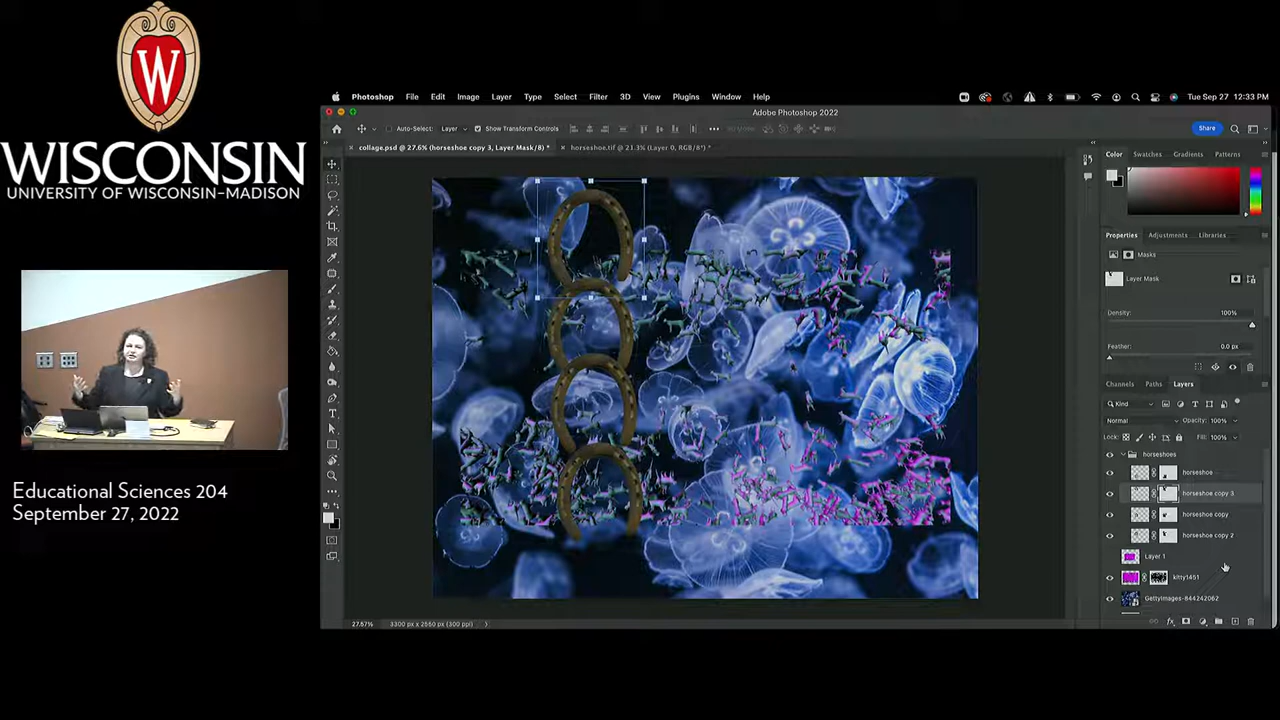 W
WISCONSIN
UNIVERSITY OF WISCONSIN-MADISON
Educational Sciences 204
September 27, 2022
Photoshop File Edit Image Layer Type Select Filter 3D View Plugins Window Help
Tue Sep 27 12:33 PM
Adobe Photoshop 2022
Auto-Select: Layer Show Transform Controls
Share
collage.psd @ 27.6% (horseshoe copy 3, Layer Mask/8) *
horseshoe.tif @ 21.3% (Layer 0, RGB/8*) *
Color Swatches Gradients Patterns
Properties Adjustments Libraries
Masks
Layer Mask
Density: 100%
Feather: 0.0 px
Channels Paths Layers
Kind
Normal Opacity: 100%
Lock: Fill: 100%
horseshoes
horseshoe
horseshoe copy 3
horseshoe copy
horseshoe copy 2
Layer 1
kitty1451
GettyImages-844242062
27.67% 3300 px x 2550 px (300 ppi)